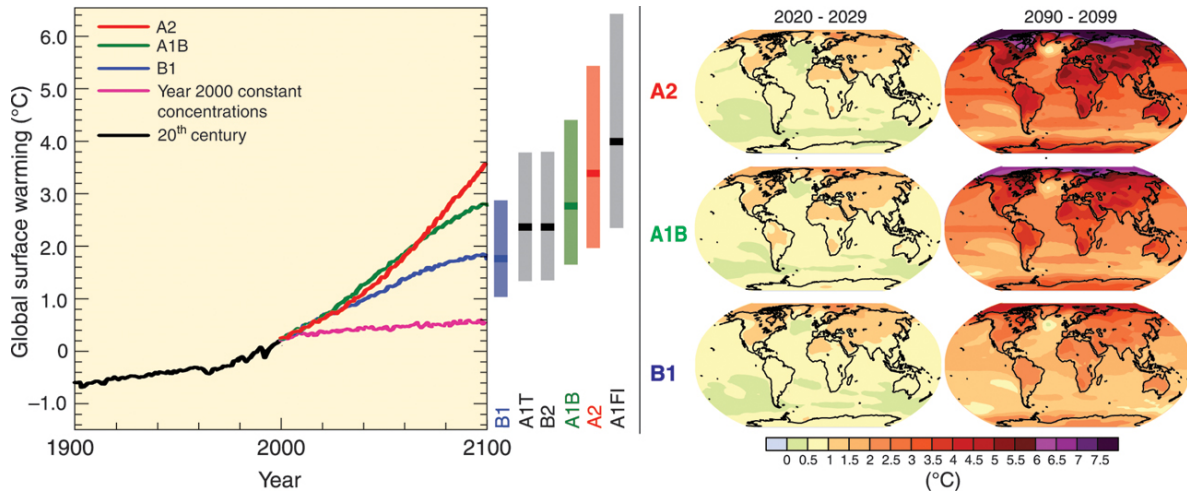 Global surface warming (°C)
6.0
5.0
4.0
3.0
2.0
1.0
0
–1.0
A2
A1B
B1
Year 2000 constant
concentrations
20th century
1900
2000
2100
Year
B1
A1T
B2
A1B
A2
A1FI
2020 - 2029
2090 - 2099
A2
A1B
B1
0 0.5 1 1.5 2 2.5 3 3.5 4 4.5 5 5.5 6 6.5 7 7.5
(°C)